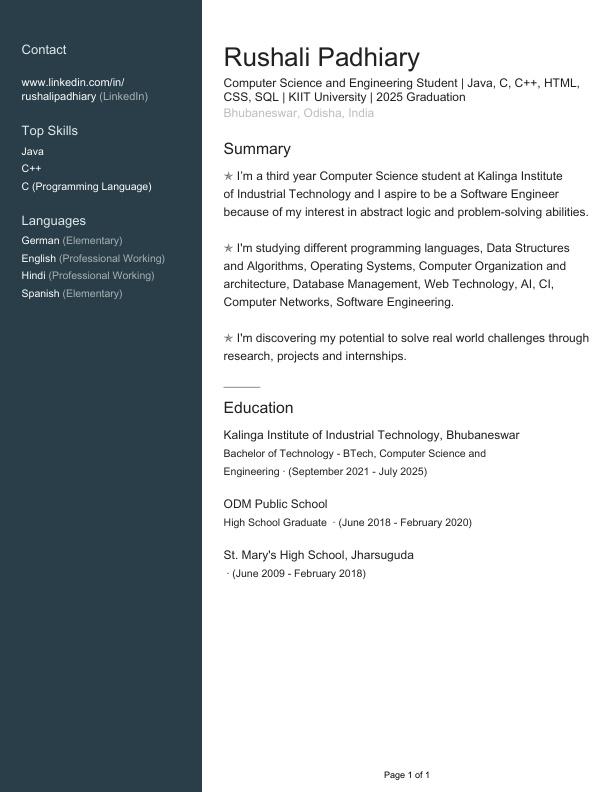 Contact
www.linkedin.com/in/
rushalipadhiary (LinkedIn)
Top Skills
Java
C++
C (Programming Language)
Languages
German (Elementary)
English (Professional Working)
Hindi (Professional Working)
Spanish (Elementary)
Rushali Padhiary
Computer Science and Engineering Student | Java, C, C++, HTML,
CSS, SQL | KIIT University | 2025 Graduation
Bhubaneswar, Odisha, India
Summary
★ I'm a third year Computer Science student at Kalinga Institute
of Industrial Technology and I aspire to be a Software Engineer
because of my interest in abstract logic and problem-solving abilities.
★ I'm studying different programming languages, Data Structures
and Algorithms, Operating Systems, Computer Organization and
architecture, Database Management, Web Technology, AI, CI,
Computer Networks, Software Engineering.
★ I'm discovering my potential to solve real world challenges through
research, projects and internships.
Education
Kalinga Institute of Industrial Technology, Bhubaneswar
Bachelor of Technology - BTech, Computer Science and
Engineering · (September 2021 - July 2025)
ODM Public School
High School Graduate · (June 2018 - February 2020)
St. Mary's High School, Jharsuguda
· (June 2009 - February 2018)
Page 1 of 1